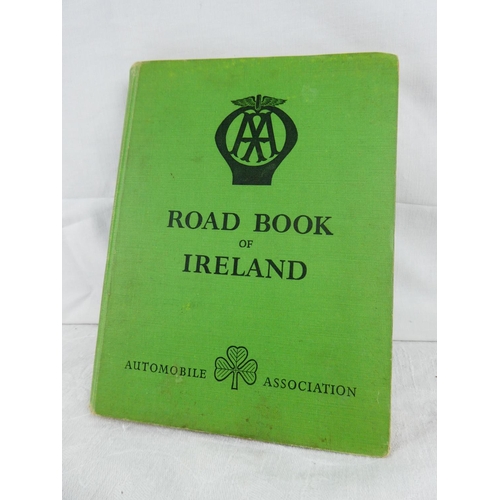 AA
ROAD BOOK
OF
IRELAND
AUTOMOBILE ASSOCIATION